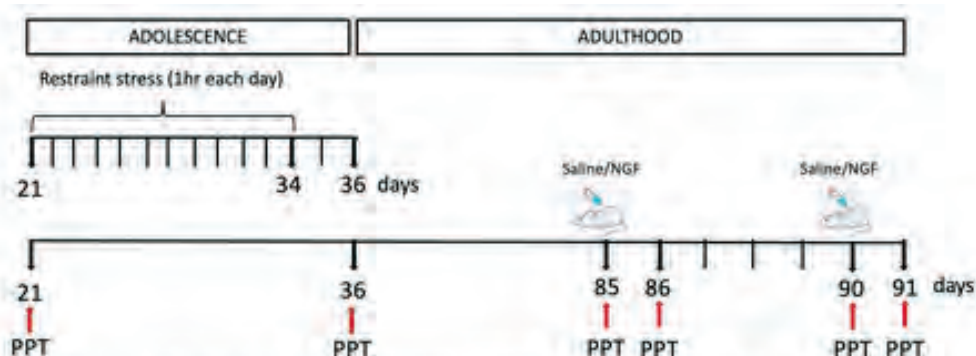 ADOLESCENCE ADULTHOOD
Restraint stress (1hr each day)
21 34 36 days
Saline/NGF Saline/NGF
21 36 85 86 90 91 days
PPT PPT PPT PPT PPT PPT